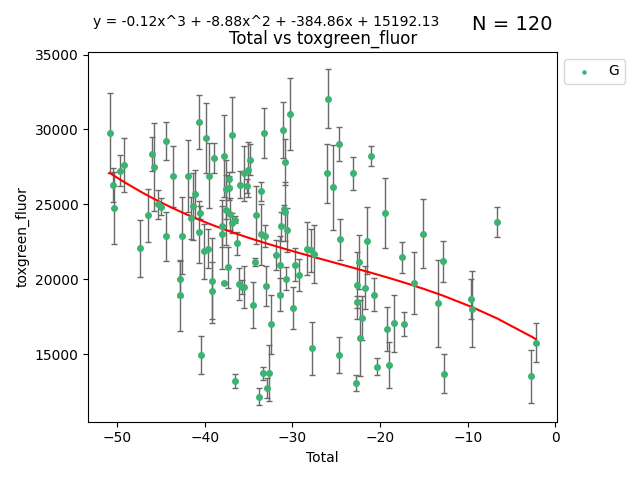 y = -0.12x^3 + -8.88x^2 + -384.86x + 15192.13
N = 120
Total vs toxgreen_fluor
G
toxgreen_fluor
35000
30000
25000
20000
15000
−50
−40
−30
−20
−10
0
Total